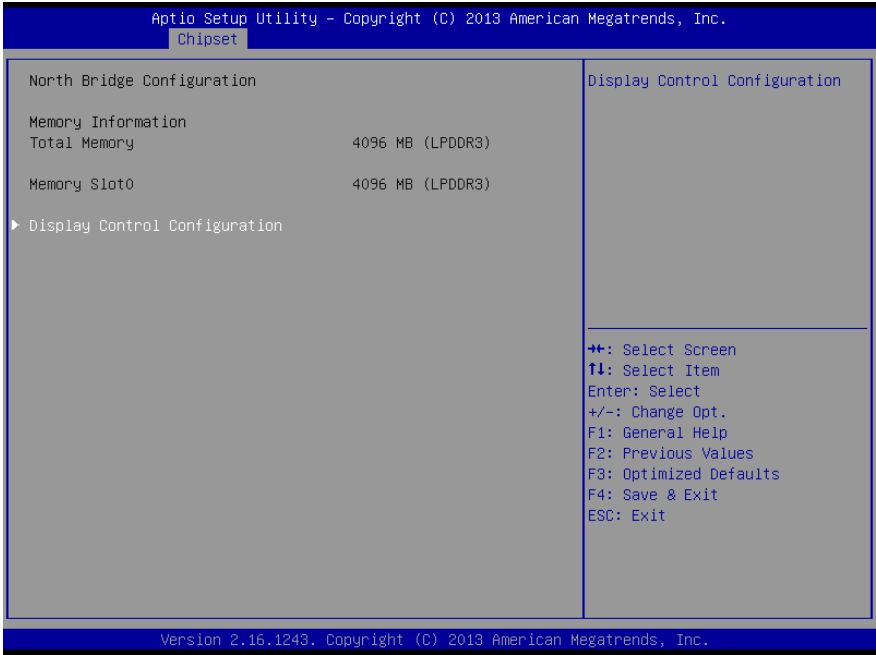 Aptio Setup Utility – Copyright (C) 2013 American Megatrends, Inc.
Chipset
North Bridge Configuration
Memory Information
Total Memory 4096 MB (LPDDR3)
Memory Slot0 4096 MB (LPDDR3)
► Display Control Configuration
Display Control Configuration
→←: Select Screen
↑↓: Select Item
Enter: Select
+/-: Change Opt.
F1: General Help
F2: Previous Values
F3: Optimized Defaults
F4: Save & Exit
ESC: Exit
Version 2.16.1243. Copyright (C) 2013 American Megatrends, Inc.